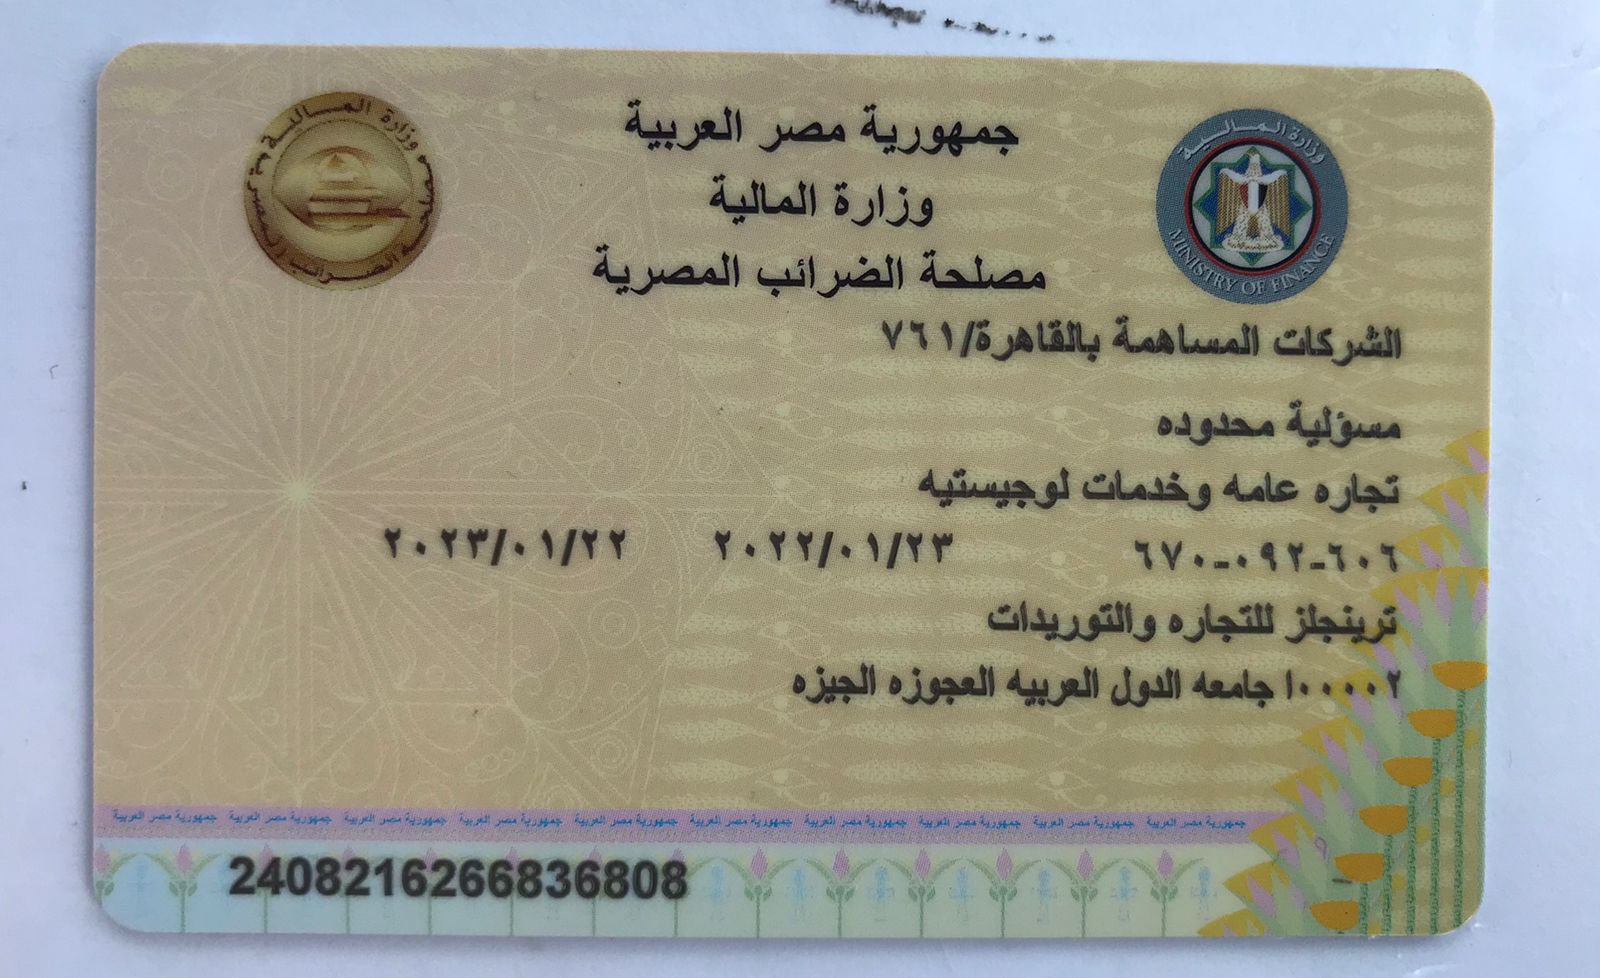 جمهورية مصر العربية
وزارة المالية
مصلحة الضرائب المصرية
وزارة المالية
MINISTRY OF FINANCE
وزارة المالية
مصلحة الضرائب المصرية
الشركات المساهمة بالقاهرة/٧٦١
مسؤلية محدوده
تجاره عامه وخدمات لوجيستيه
٦٧٠-٠٩٢-٦٠٦ ٢٠٢٢/٠١/٢٣ ٢٠٢٣/٠١/٢٢
ترينجلز للتجاره والتوريدات
١٠٠٠٠٠٢ جامعه الدول العربيه العجوزه الجيزه
جمهورية مصر العربية جمهورية مصر العربية جمهورية مصر العربية جمهورية مصر العربية جمهورية مصر العربية جمهورية مصر العربية جمهورية مصر العربية جمهورية مصر العربية جمهورية مصر العربية جمهورية مصر العربية
2408216266836808